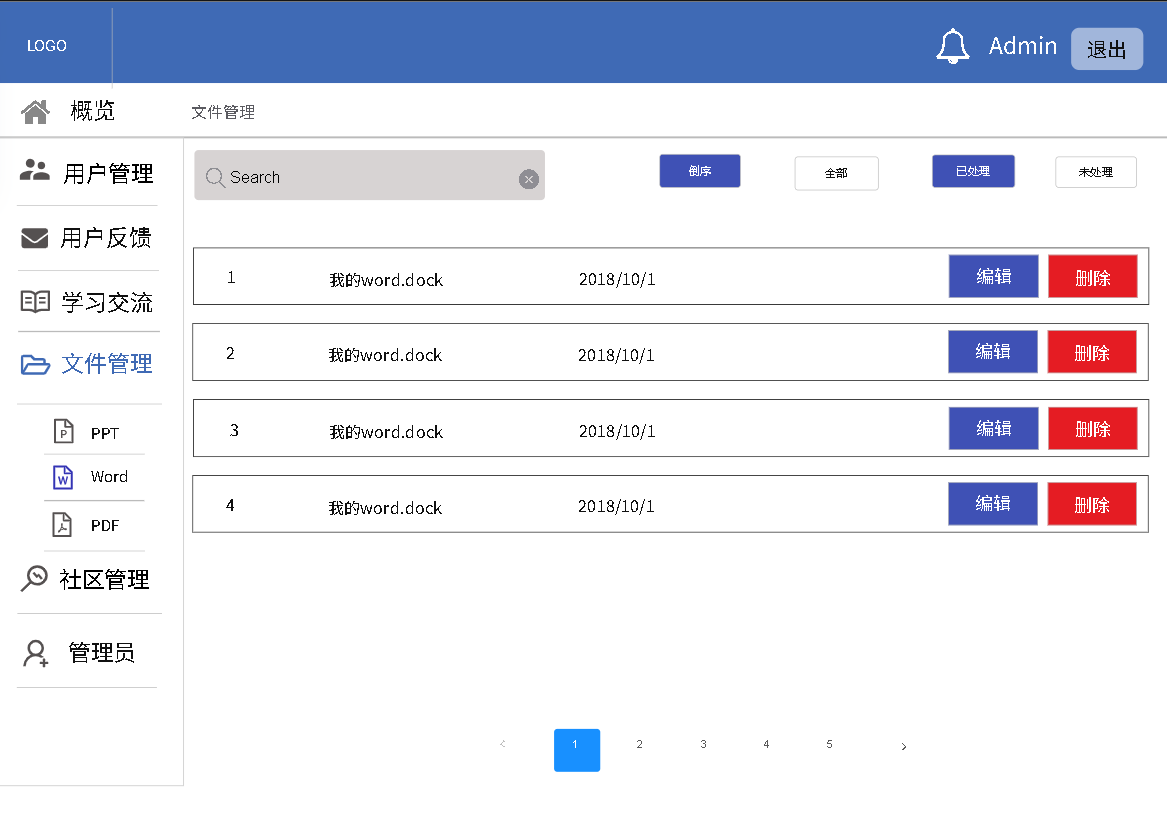 LOGO
Admin
退出
概览
文件管理
用户管理
用户反馈
学习交流
文件管理
PPT
Word
PDF
社区管理
管理员
Search
倒序
全部
已处理
未处理
1 我的word.dock 2018/10/1 编辑 删除
2 我的word.dock 2018/10/1 编辑 删除
3 我的word.dock 2018/10/1 编辑 删除
4 我的word.dock 2018/10/1 编辑 删除
< 1 2 3 4 5 >